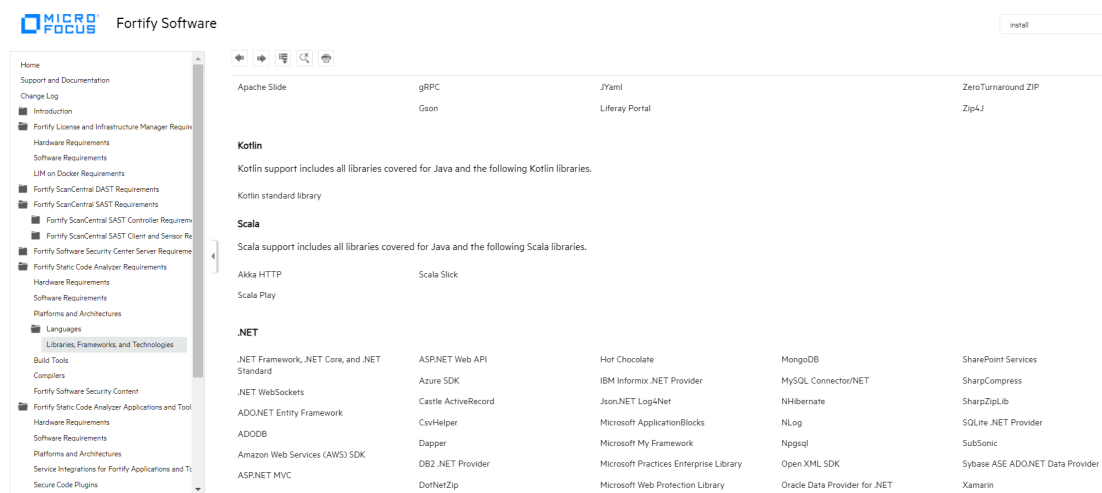 MICRO
FOCUS
Fortify Software
install
Home
Support and Documentation
Change Log
Introduction
Fortify License and Infrastructure Manager Require
Hardware Requirements
Software Requirements
LIM on Docker Requirements
Fortify ScanCentral DAST Requirements
Fortify ScanCentral SAST Requirements
Fortify ScanCentral SAST Controller Requirem
Fortify ScanCentral SAST Client and Sensor Re
Fortify Software Security Center Server Requireme
Fortify Static Code Analyzer Requirements
Hardware Requirements
Software Requirements
Platforms and Architectures
Languages
Libraries, Frameworks, and Technologies
Build Tools
Compilers
Fortify Software Security Content
Fortify Static Code Analyzer Applications and Tool
Hardware Requirements
Software Requirements
Platforms and Architectures
Service Integrations for Fortify Applications and To
Secure Code Plugins
Apache Slide gRPC JYaml ZeroTurnaround ZIP
Gson Liferay Portal Zip4J
Kotlin
Kotlin support includes all libraries covered for Java and the following Kotlin libraries.
Kotlin standard library
Scala
Scala support includes all libraries covered for Java and the following Scala libraries.
Akka HTTP Scala Slick
Scala Play
.NET
.NET Framework, .NET Core, and .NET
Standard
.NET WebSockets
ADO.NET Entity Framework
ADODB
Amazon Web Services (AWS) SDK
ASP.NET MVC
ASP.NET Web API
Azure SDK
Castle ActiveRecord
CsvHelper
Dapper
DB2 .NET Provider
DotNetZip
Hot Chocolate
IBM Informix .NET Provider
Json.NET Log4Net
Microsoft ApplicationBlocks
Microsoft My Framework
Microsoft Practices Enterprise Library
Microsoft Web Protection Library
MongoDB
MySQL Connector/NET
NHibernate
NLog
Npgsql
Open XML SDK
Oracle Data Provider for .NET
SharePoint Services
SharpCompress
SharpZipLib
SQLite .NET Provider
SubSonic
Sybase ASE ADO.NET Data Provider
Xamarin